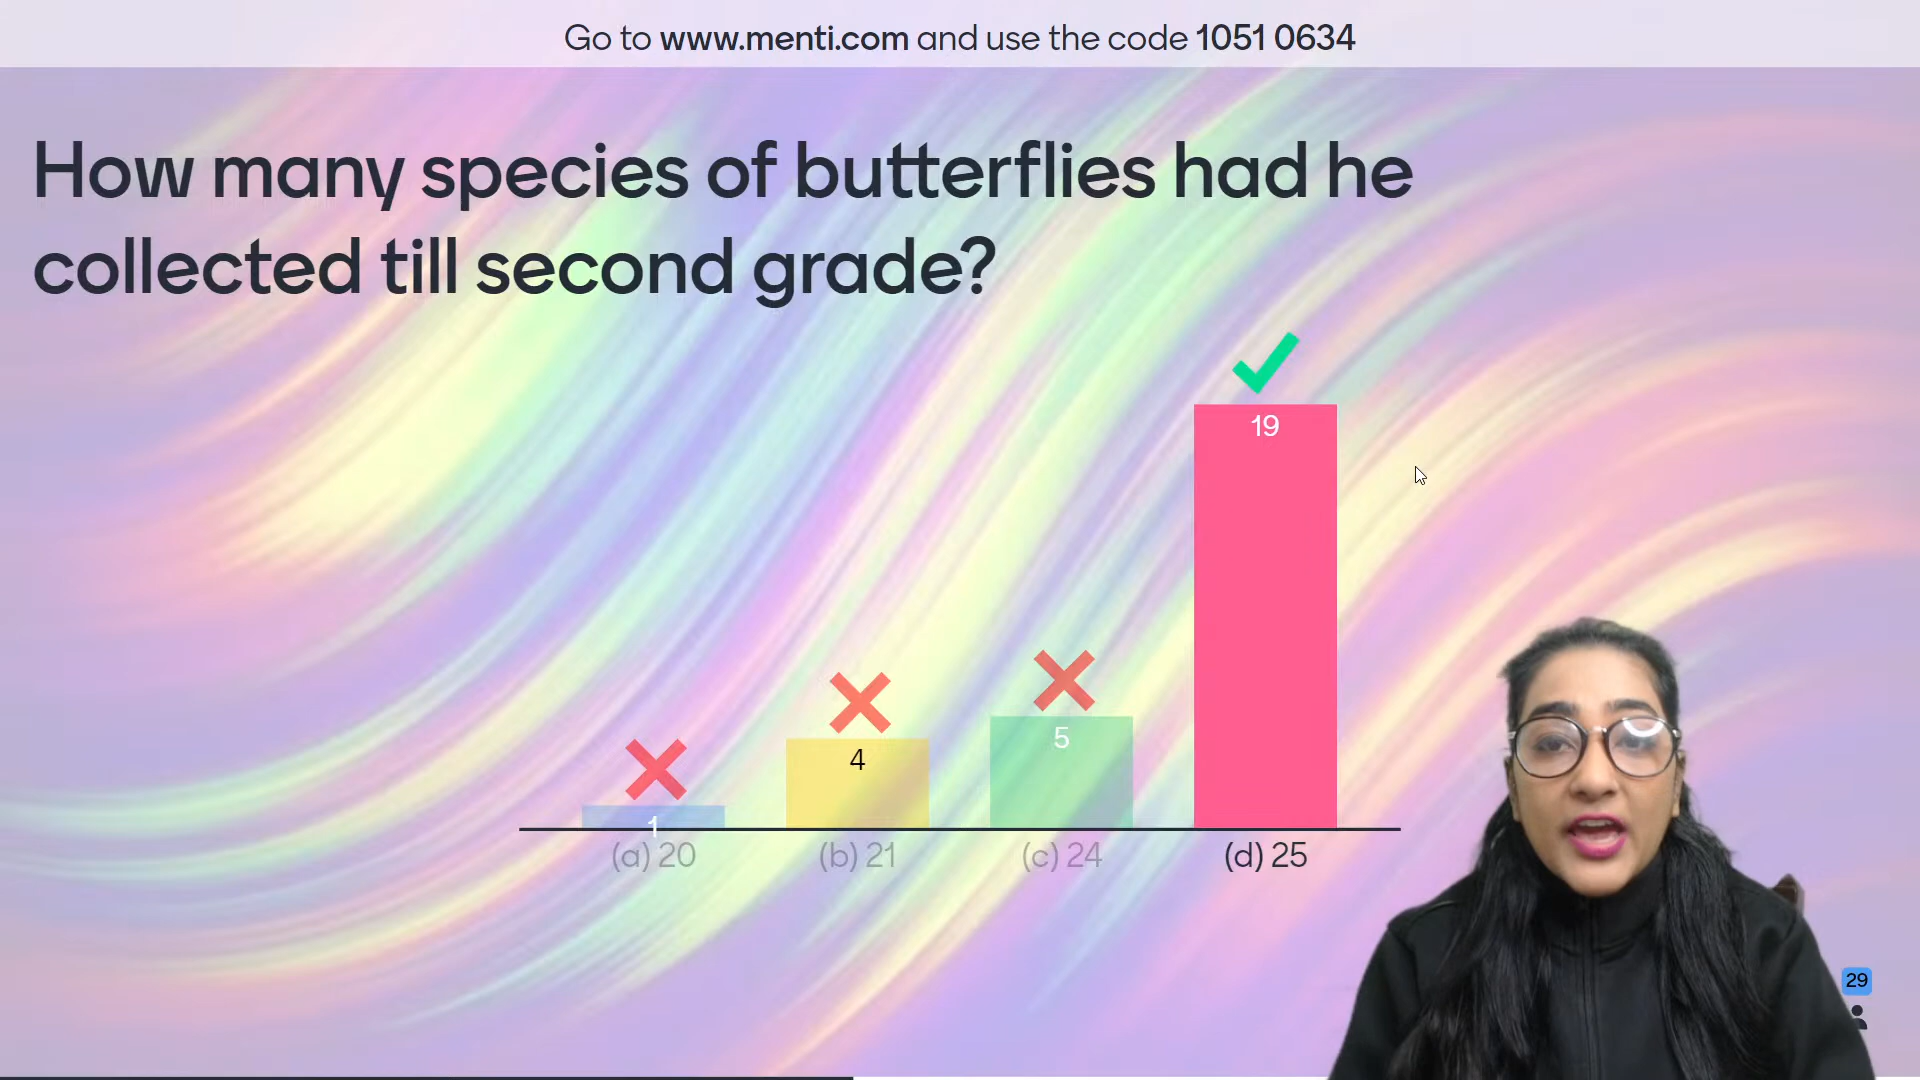 Go to www.menti.com and use the code 1051 0634
How many species of butterflies had he
collected till second grade?
19
5
4
1
(a) 20 (b) 21 (c) 24 (d) 25
29